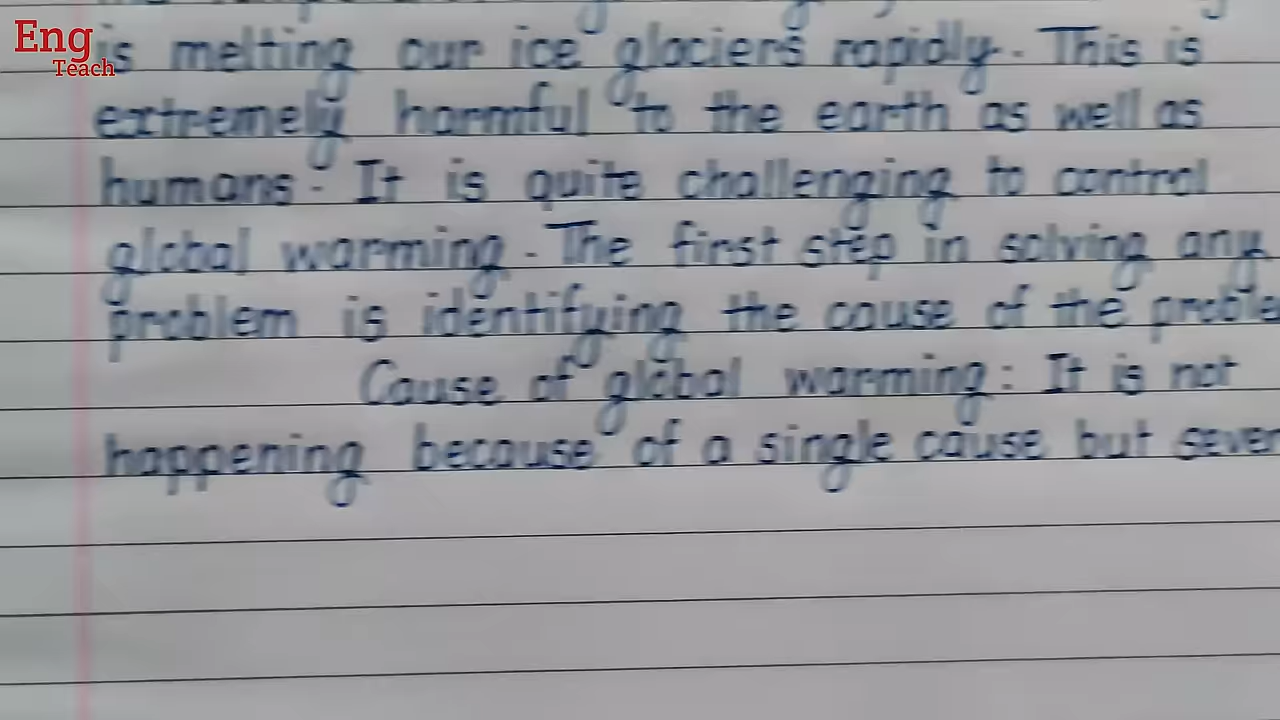 Eng
Teach
is melting our ice glaciers rapidly. This is
extremely harmful to the earth as well as
humans. It is quite challenging to control
global warming. The first step in solving any
problem is identifying the cause of the proble
Cause of global warming: It is not
happening because of a single cause but sever